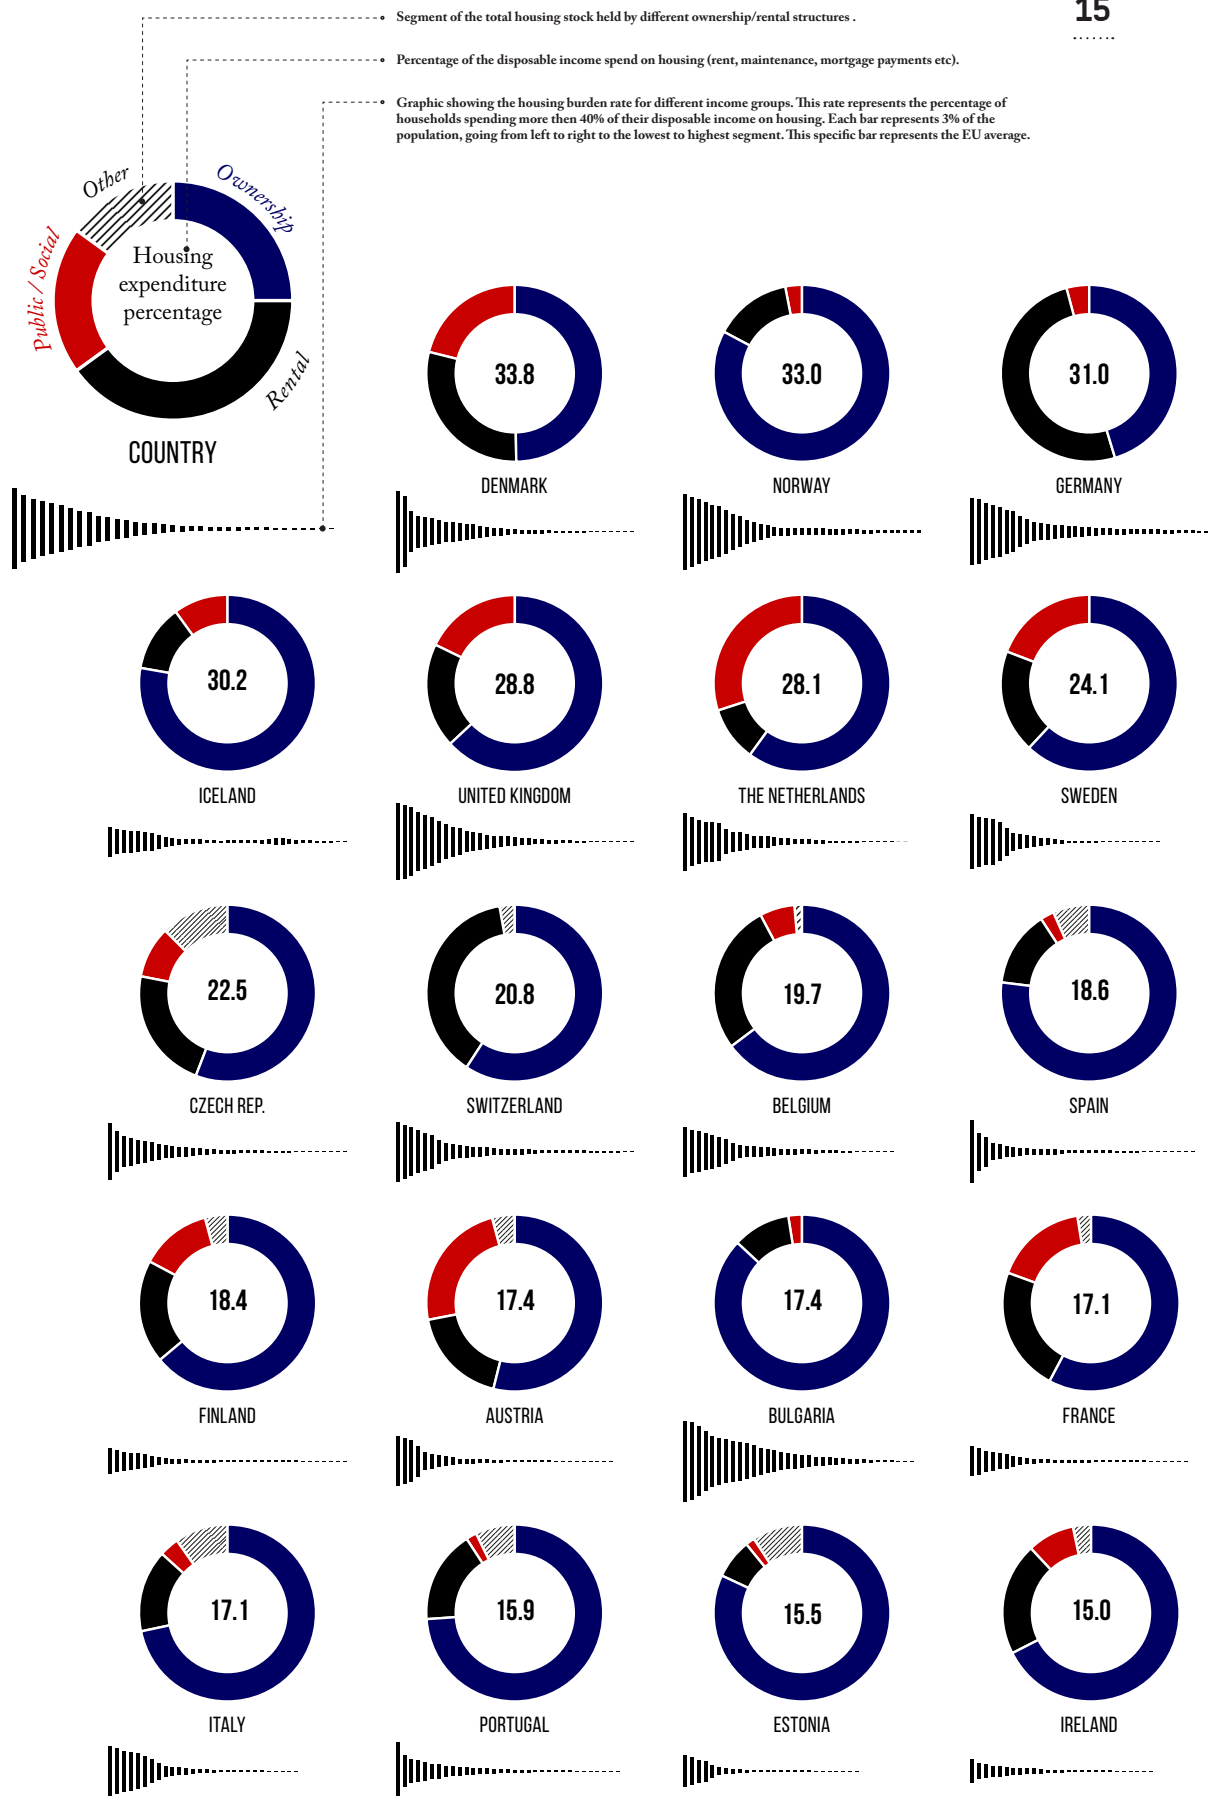 15
Segment of the total housing stock held by different ownership/rental structures .
Percentage of the disposable income spend on housing (rent, maintenance, mortgage payments etc).
Graphic showing the housing burden rate for different income groups. This rate represents the percentage of
households spending more then 40% of their disposable income on housing. Each bar represents 3% of the
population, going from left to right to the lowest to highest segment. This specific bar represents the EU average.
Other
Ownership
Public / Social
Rental
Housing
expenditure
percentage
COUNTRY
33.8
DENMARK
33.0
NORWAY
31.0
GERMANY
30.2
ICELAND
28.8
UNITED KINGDOM
28.1
THE NETHERLANDS
24.1
SWEDEN
22.5
CZECH REP.
20.8
SWITZERLAND
19.7
BELGIUM
18.6
SPAIN
18.4
FINLAND
17.4
AUSTRIA
17.4
BULGARIA
17.1
FRANCE
17.1
ITALY
15.9
PORTUGAL
15.5
ESTONIA
15.0
IRELAND